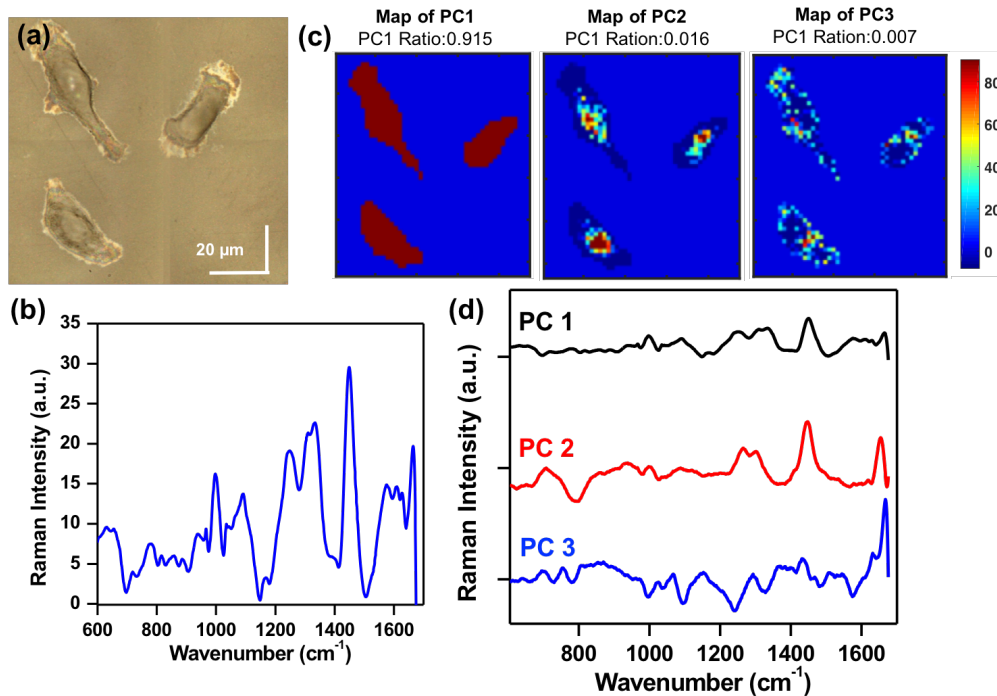 (a)
20 μm
(c)
Map of PC1
PC1 Ratio:0.915
Map of PC2
PC1 Ration:0.016
Map of PC3
PC1 Ration:0.007
80
60
40
20
0
(b)
35
30
25
20
15
10
5
0
Raman Intensity (a.u.)
600 800 1000 1200 1400 1600
Wavenumber (cm⁻¹)
(d)
PC 1
PC 2
PC 3
Raman Intensity (a.u.)
800 1000 1200 1400 1600
Wavenumber (cm⁻¹)